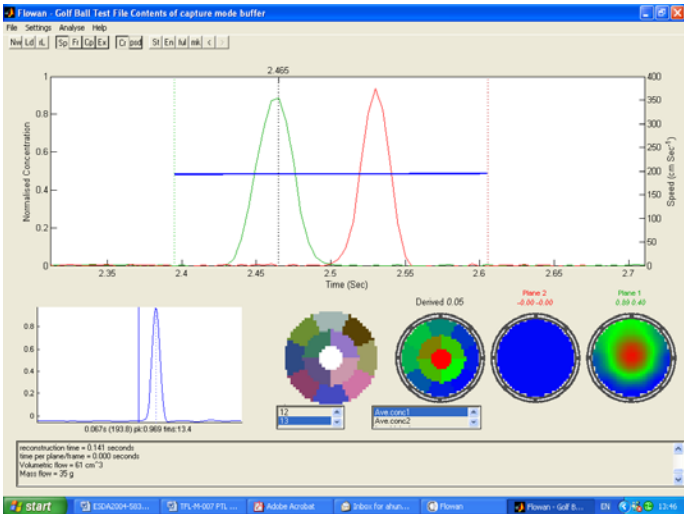 Flowan - Golf Ball Test File Contents of capture mode buffer
File Settings Analyse Help
Nw Ld rL Sp Fr Cp Ex Cr psd St En ful mk < >
2.465
1
0.8
0.6
0.4
0.2
0
Normalised Concentration
400
350
300
250
200
150
100
50
0
Speed (cm Sec⁻¹)
2.35 2.4 2.45 2.5 2.55 2.6 2.65 2.7
Time (Sec)
0.8
0.6
0.4
0.2
0
0.067s (193.8) pk:0.969 tms:13.4
12
13
Derived 0.05
Ave.conc1
Ave.conc2
Plane 2
-0.00 -0.00
Plane 1
0.89 0.40
reconstruction time = 0.141 seconds
time per plane/frame = 0.000 seconds
Volumetric flow = 61 cm^3
Mass flow = 35 g
start ESDA2004-583... TFL-M-007 PTL ... Adobe Acrobat Inbox for ahun... Flowan Flowan - Golf B... EN 13:46